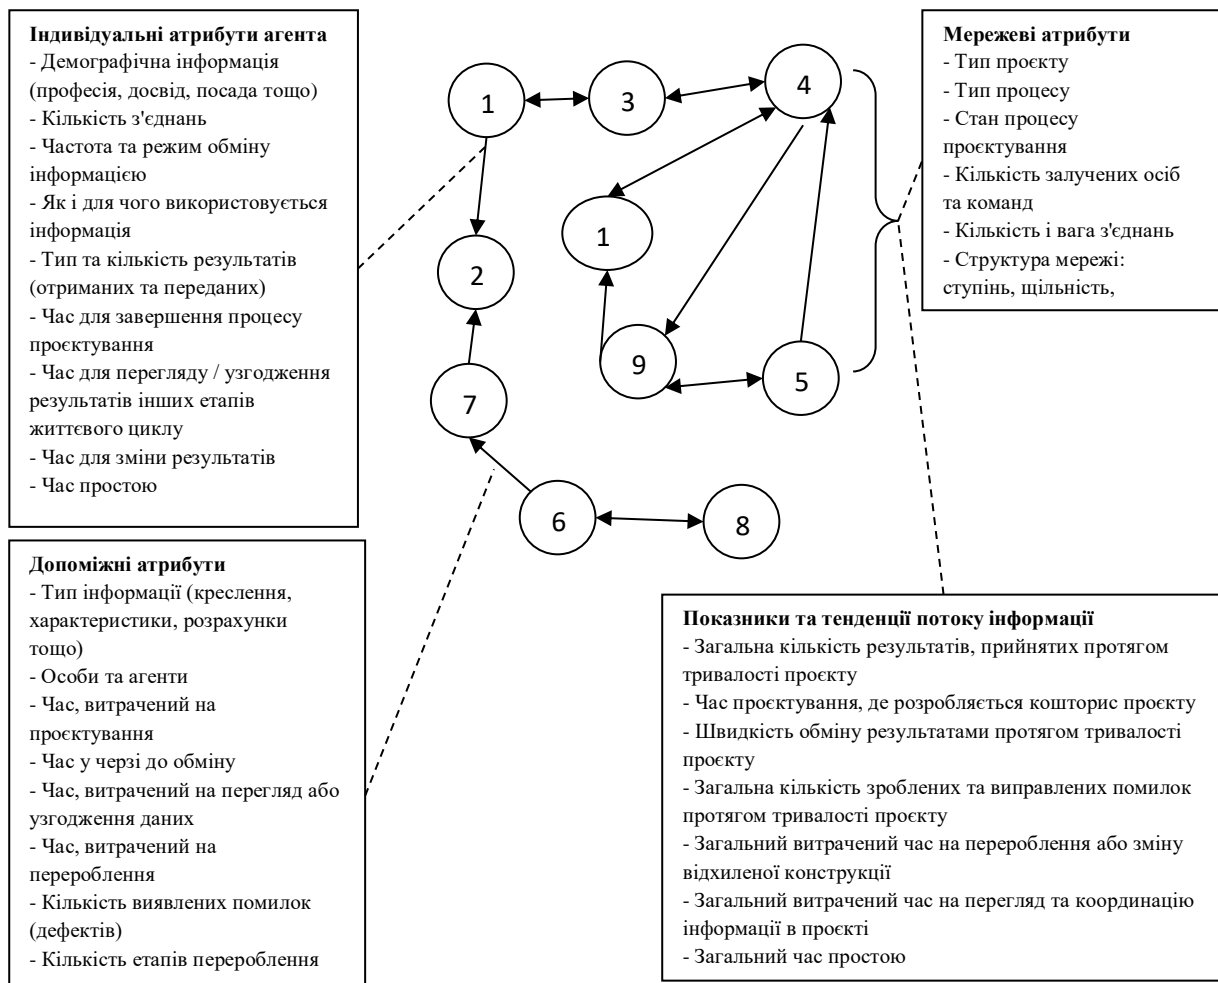 Індивідуальні атрибути агента
- Демографічна інформація
(професія, досвід, посада тощо)
- Кількість з'єднань
- Частота та режим обміну
інформацією
- Як і для чого використовується
інформація
- Тип та кількість результатів
(отриманих та переданих)
- Час для завершення процесу
проєктування
- Час для перегляду / узгодження
результатів інших етапів
життєвого циклу
- Час для зміни результатів
- Час простою
1
3
4
1
2
9
5
7
6
8
Мережеві атрибути
- Тип проєкту
- Тип процесу
- Стан процесу
проєктування
- Кількість залучених осіб
та команд
- Кількість і вага з'єднань
- Структура мережі:
ступінь, щільність,
Допоміжні атрибути
- Тип інформації (креслення,
характеристики, розрахунки
тощо)
- Особи та агенти
- Час, витрачений на
проєктування
- Час у черзі до обміну
- Час, витрачений на перегляд або
узгодження даних
- Час, витрачений на
перероблення
- Кількість виявлених помилок
(дефектів)
- Кількість етапів перероблення
Показники та тенденції потоку інформації
- Загальна кількість результатів, прийнятих протягом
тривалості проєкту
- Час проєктування, де розробляється кошторис проєкту
- Швидкість обміну результатами протягом тривалості
проєкту
- Загальна кількість зроблених та виправлених помилок
протягом тривалості проєкту
- Загальний витрачений час на перероблення або зміну
відхиленої конструкції
- Загальний витрачений час на перегляд та координацію
інформації в проєкті
- Загальний час простою